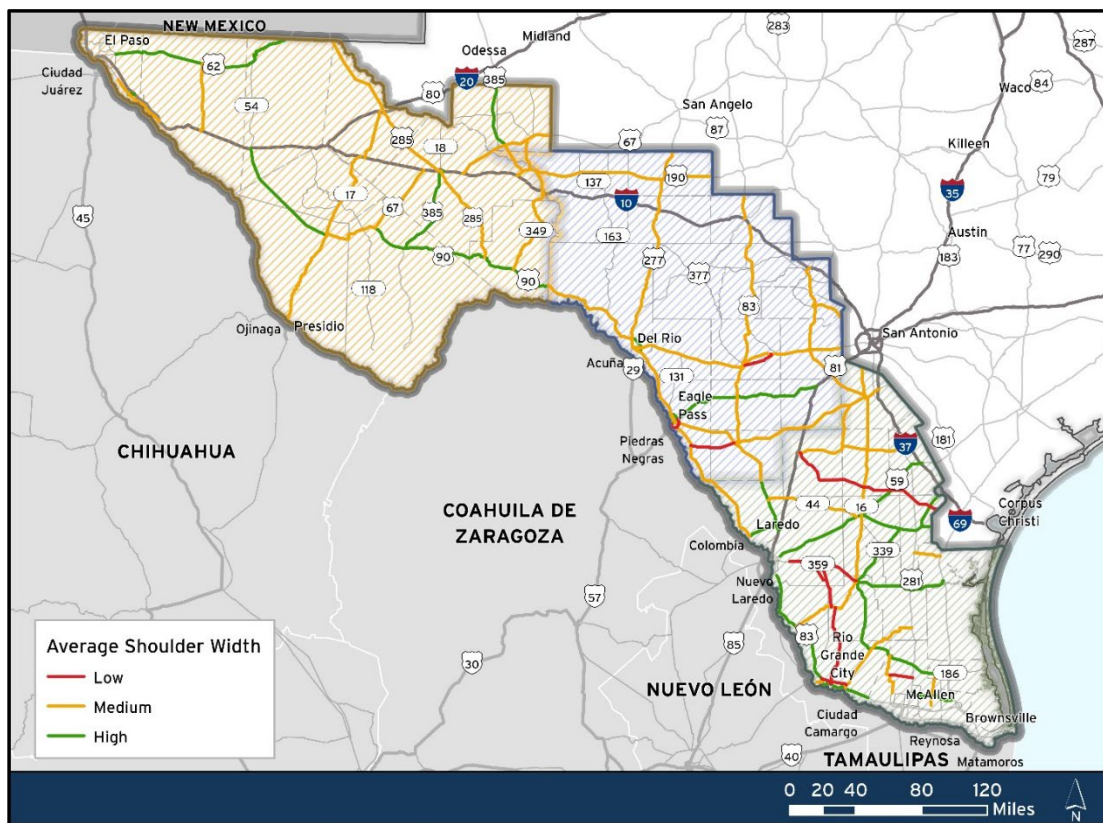 NEW MEXICO
El Paso
Ciudad
Juárez
Midland
Odessa
283
287
62
20
385
80
84
Waco
54
San Angelo
87
67
Killeen
285
18
190
137
10
79
35
45
17
67
385
285
349
163
277
377
Austin
183
77
290
90
90
118
83
Ojinaga
Presidio
Del Rio
Acuña
29
131
81
San Antonio
Eagle
Pass
Piedras
Negras
37
181
59
CHIHUAHUA
COAHUILA DE
ZARAGOZA
44
16
Corpus
Christi
69
Laredo
Colombia
359
339
Nuevo
Laredo
281
57
83
Rio
Grande
City
85
30
186
NUEVO LEÓN
McAllen
Ciudad
Camargo
Brownsville
Reynosa
TAMAULIPAS
Matamoros
40
Average Shoulder Width
Low
Medium
High
0 20 40 80 120
Miles
N